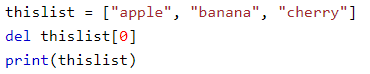 thislist = ["apple", "banana", "cherry"]
del thislist[0]
print(thislist)